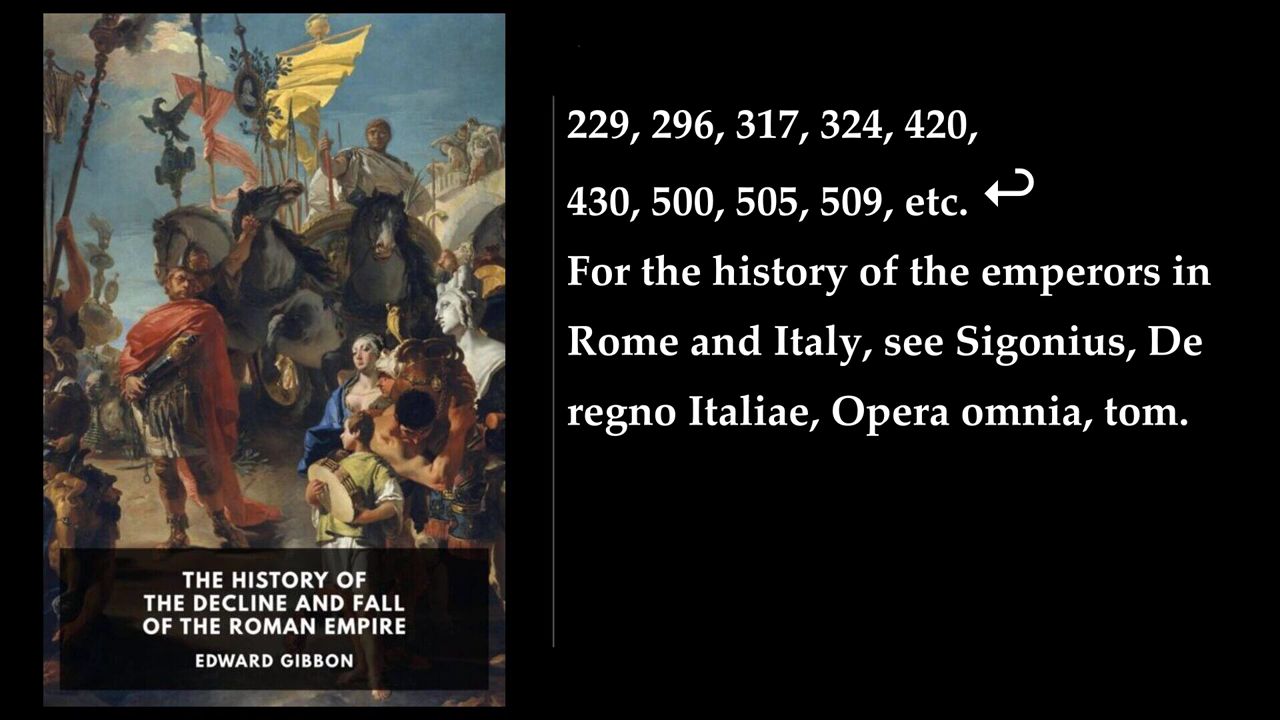 THE HISTORY OF
THE DECLINE AND FALL
OF THE ROMAN EMPIRE
EDWARD GIBBON
229, 296, 317, 324, 420,
430, 500, 505, 509, etc. ↩
For the history of the emperors in
Rome and Italy, see Sigonius, De
regno Italiae, Opera omnia, tom.